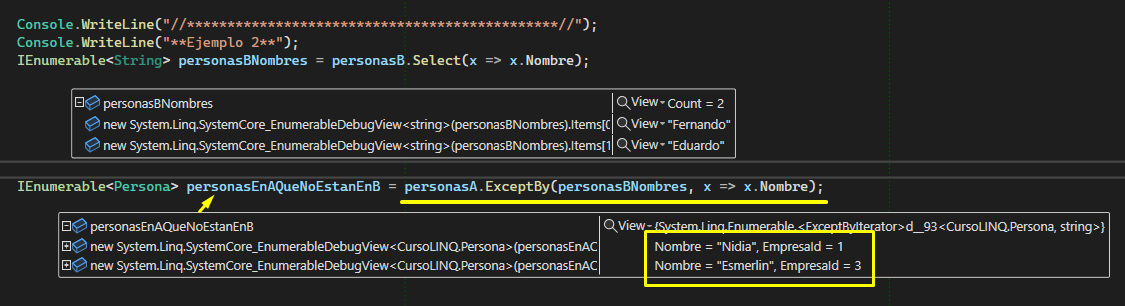 Console.WriteLine("//**********************************************//");
Console.WriteLine("**Ejemplo 2**");
IEnumerable<String> personasBNombres = personasB.Select(x => x.Nombre);
personasBNombres View Count = 2
new System.Linq.SystemCore_EnumerableDebugView<string>(personasBNombres).Items[0 View "Fernando"
new System.Linq.SystemCore_EnumerableDebugView<string>(personasBNombres).Items[1 View "Eduardo"
IEnumerable<Persona> personasEnAQueNoEstanEnB = personasA.ExceptBy(personasBNombres, x => x.Nombre);
personasEnAQueNoEstanEnB View {System.Linq.Enumerable.<ExceptByIterator>d__93<CursoLINQ.Persona, string>}
new System.Linq.SystemCore_EnumerableDebugView<CursoLINQ.Persona>(personasEnAC Nombre = "Nidia", EmpresaId = 1
new System.Linq.SystemCore_EnumerableDebugView<CursoLINQ.Persona>(personasEnAC Nombre = "Esmerlin", EmpresaId = 3